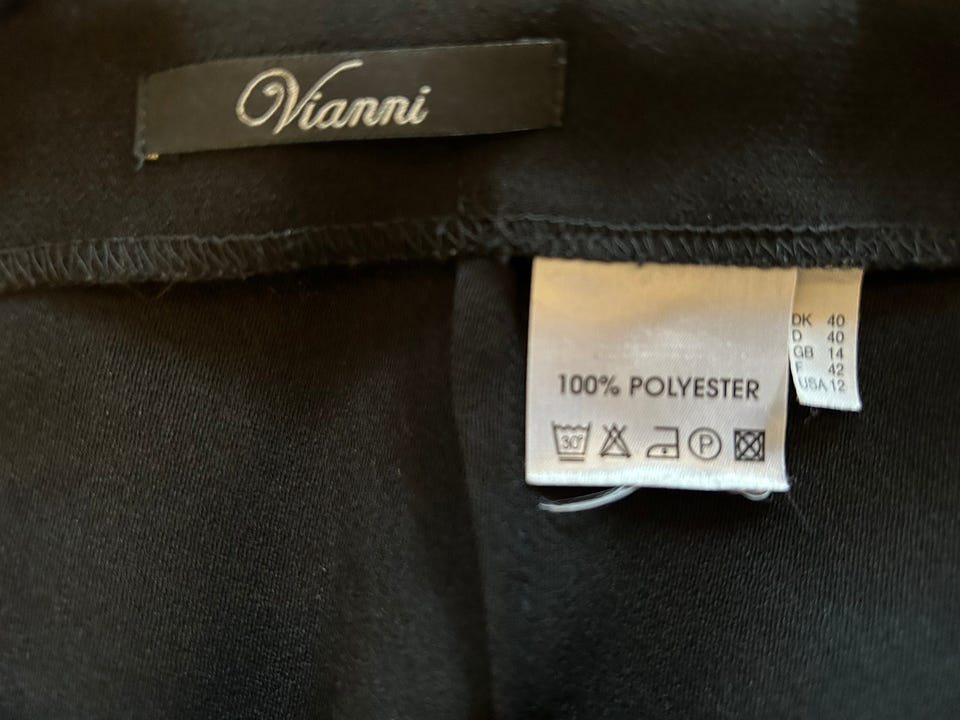 Vianni
100% POLYESTER
30°
P
DK 40
D 40
GB 14
F 42
USA 12